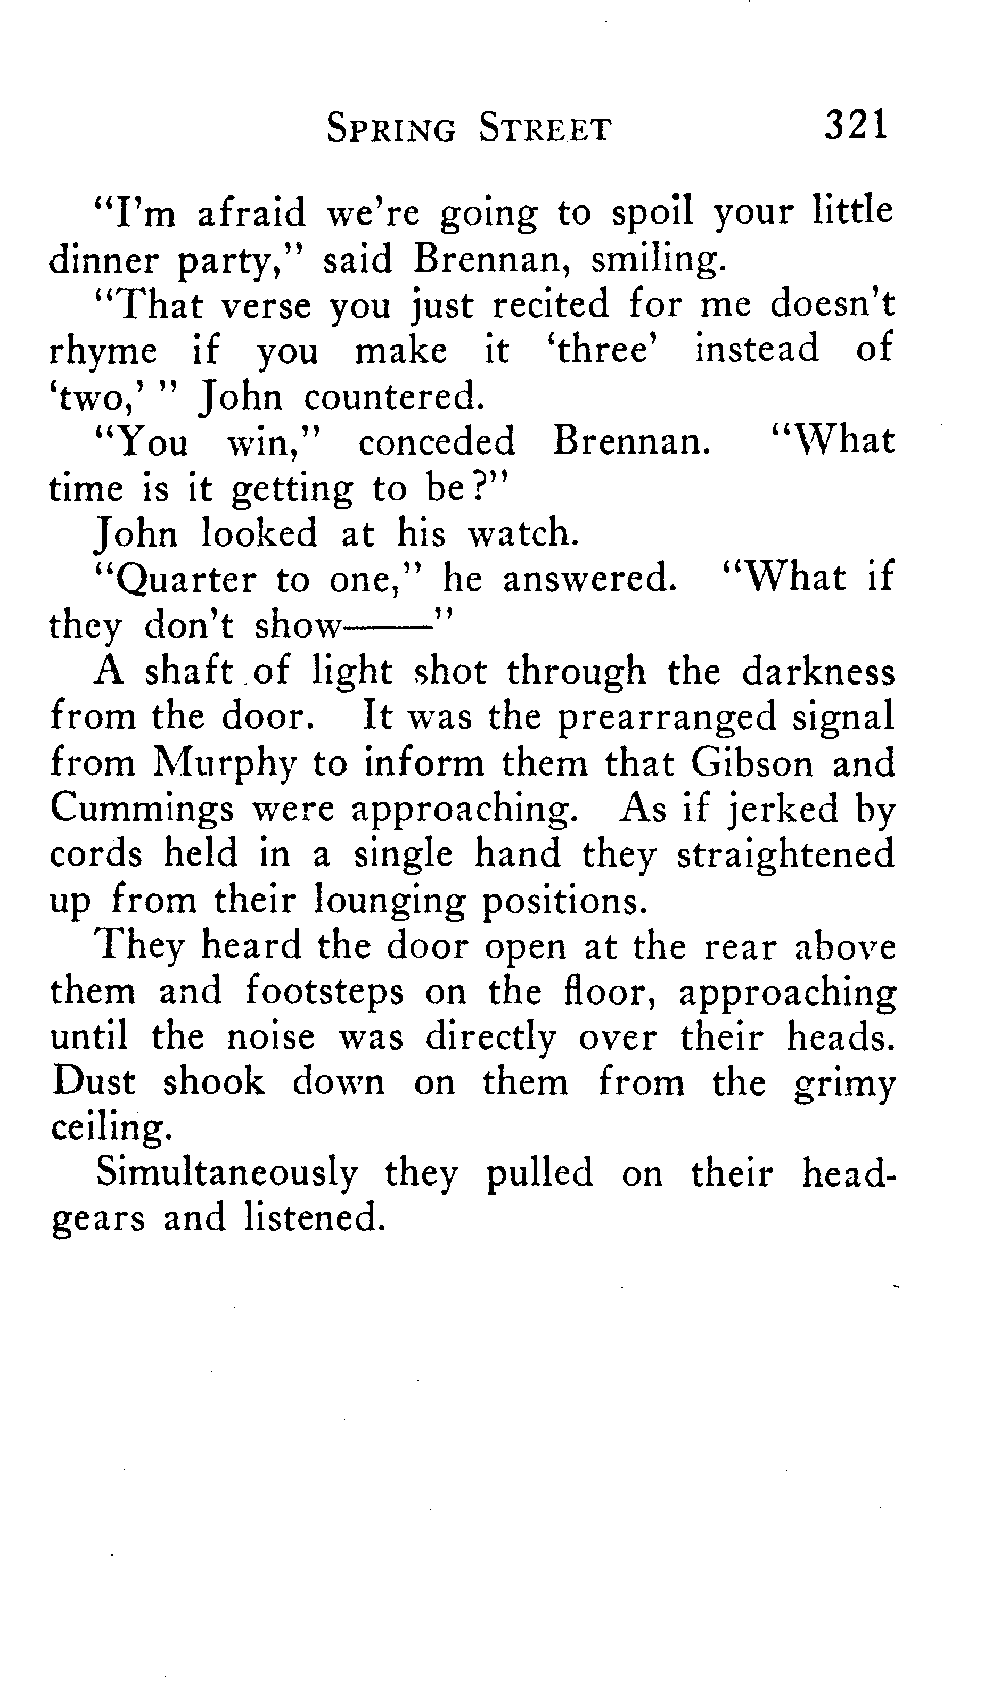 SPRING STREET 321
“I’m afraid we’re going to spoil your little
dinner party,” said Brennan, smiling.
“That verse you just recited for me doesn’t
rhyme if you make it ‘three’ instead of
‘two,’ ” John countered.
“You win,” conceded Brennan. “What
time is it getting to be?”
John looked at his watch.
“Quarter to one,” he answered. “What if
they don’t show——”
A shaft of light shot through the darkness
from the door. It was the prearranged signal
from Murphy to inform them that Gibson and
Cummings were approaching. As if jerked by
cords held in a single hand they straightened
up from their lounging positions.
They heard the door open at the rear above
them and footsteps on the floor, approaching
until the noise was directly over their heads.
Dust shook down on them from the grimy
ceiling.
Simultaneously they pulled on their head-
gears and listened.